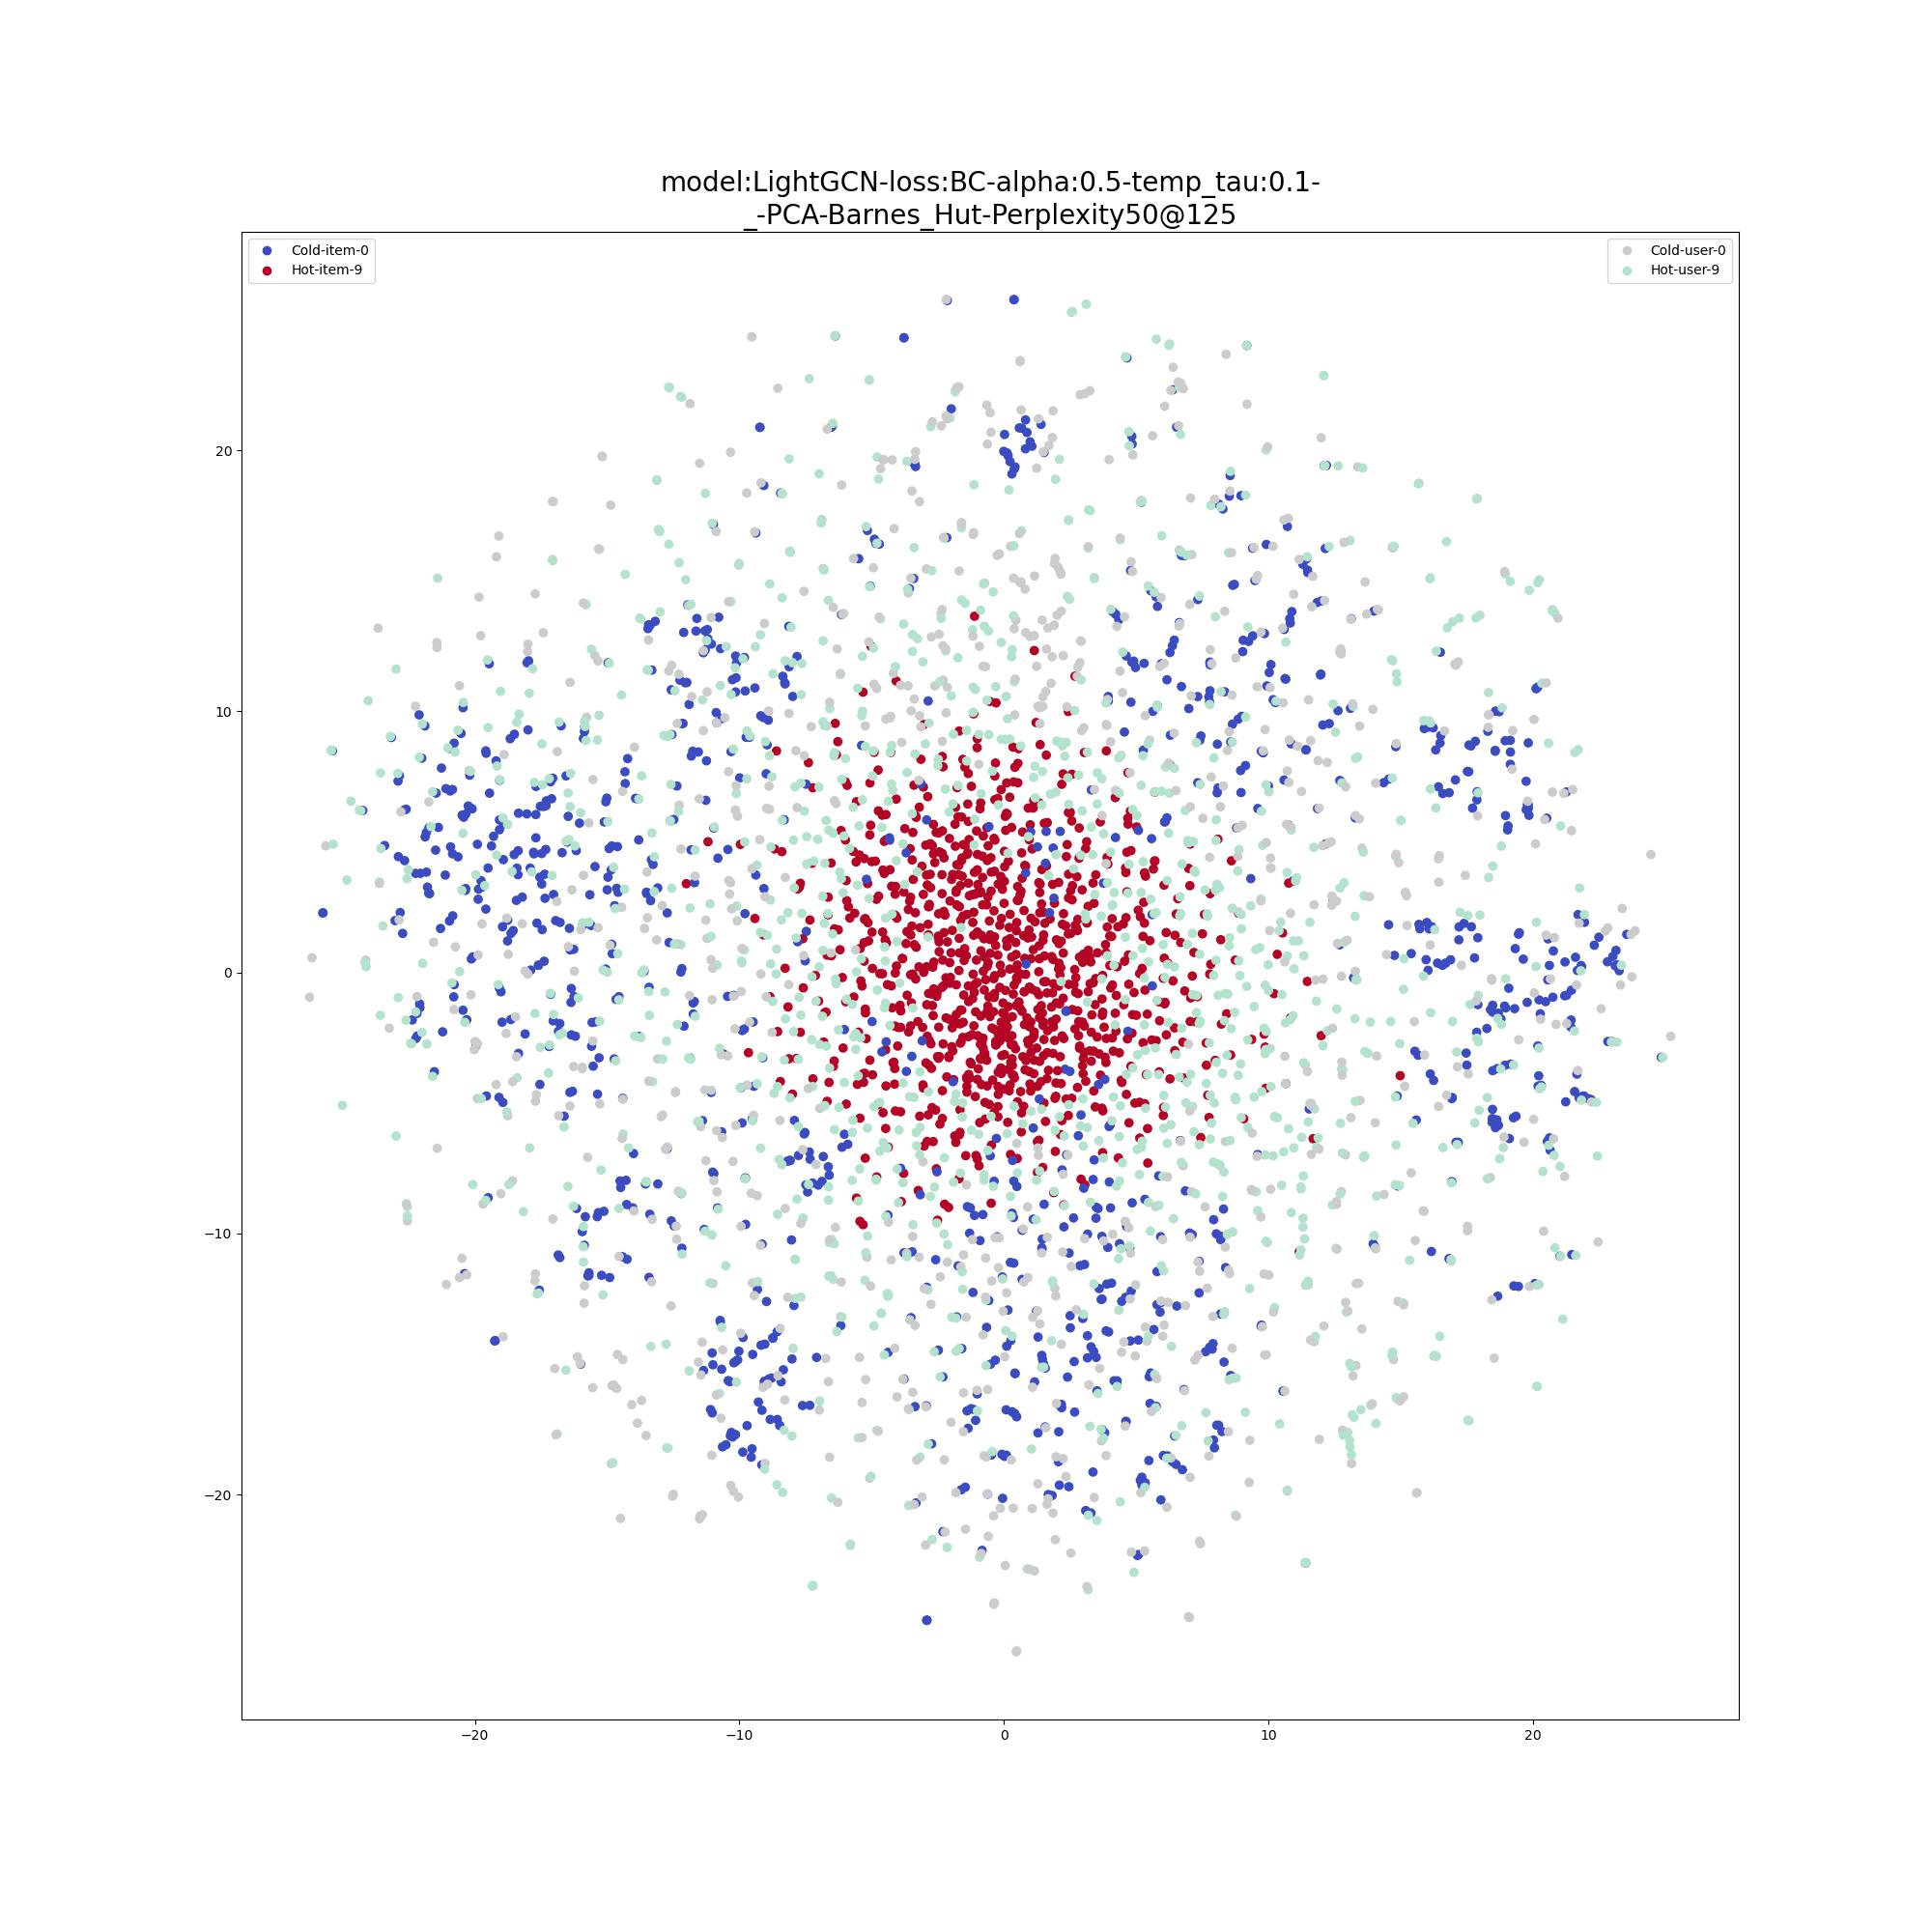 model:LightGCN-loss:BC-alpha:0.5-temp_tau:0.1-
_-PCA-Barnes_Hut-Perplexity50@125
Cold-item-0
Hot-item-9
Cold-user-0
Hot-user-9
20
10
0
−10
−20
−20
−10
0
10
20